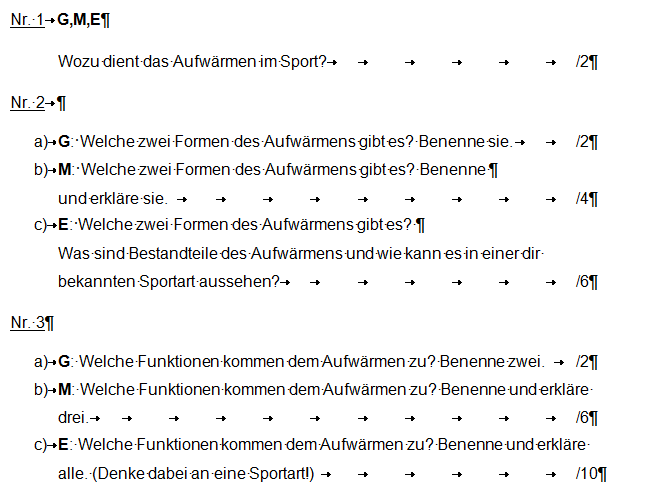 Nr. 1 G,M,E
Wozu dient das Aufwärmen im Sport? /2
Nr. 2
a) G: Welche zwei Formen des Aufwärmens gibt es? Benenne sie. /2
b) M: Welche zwei Formen des Aufwärmens gibt es? Benenne
und erkläre sie. /4
c) E: Welche zwei Formen des Aufwärmens gibt es?
Was sind Bestandteile des Aufwärmens und wie kann es in einer dir
bekannten Sportart aussehen? /6
Nr. 3
a) G: Welche Funktionen kommen dem Aufwärmen zu? Benenne zwei. /2
b) M: Welche Funktionen kommen dem Aufwärmen zu? Benenne und erkläre
drei. /6
c) E: Welche Funktionen kommen dem Aufwärmen zu? Benenne und erkläre
alle. (Denke dabei an eine Sportart!) /10